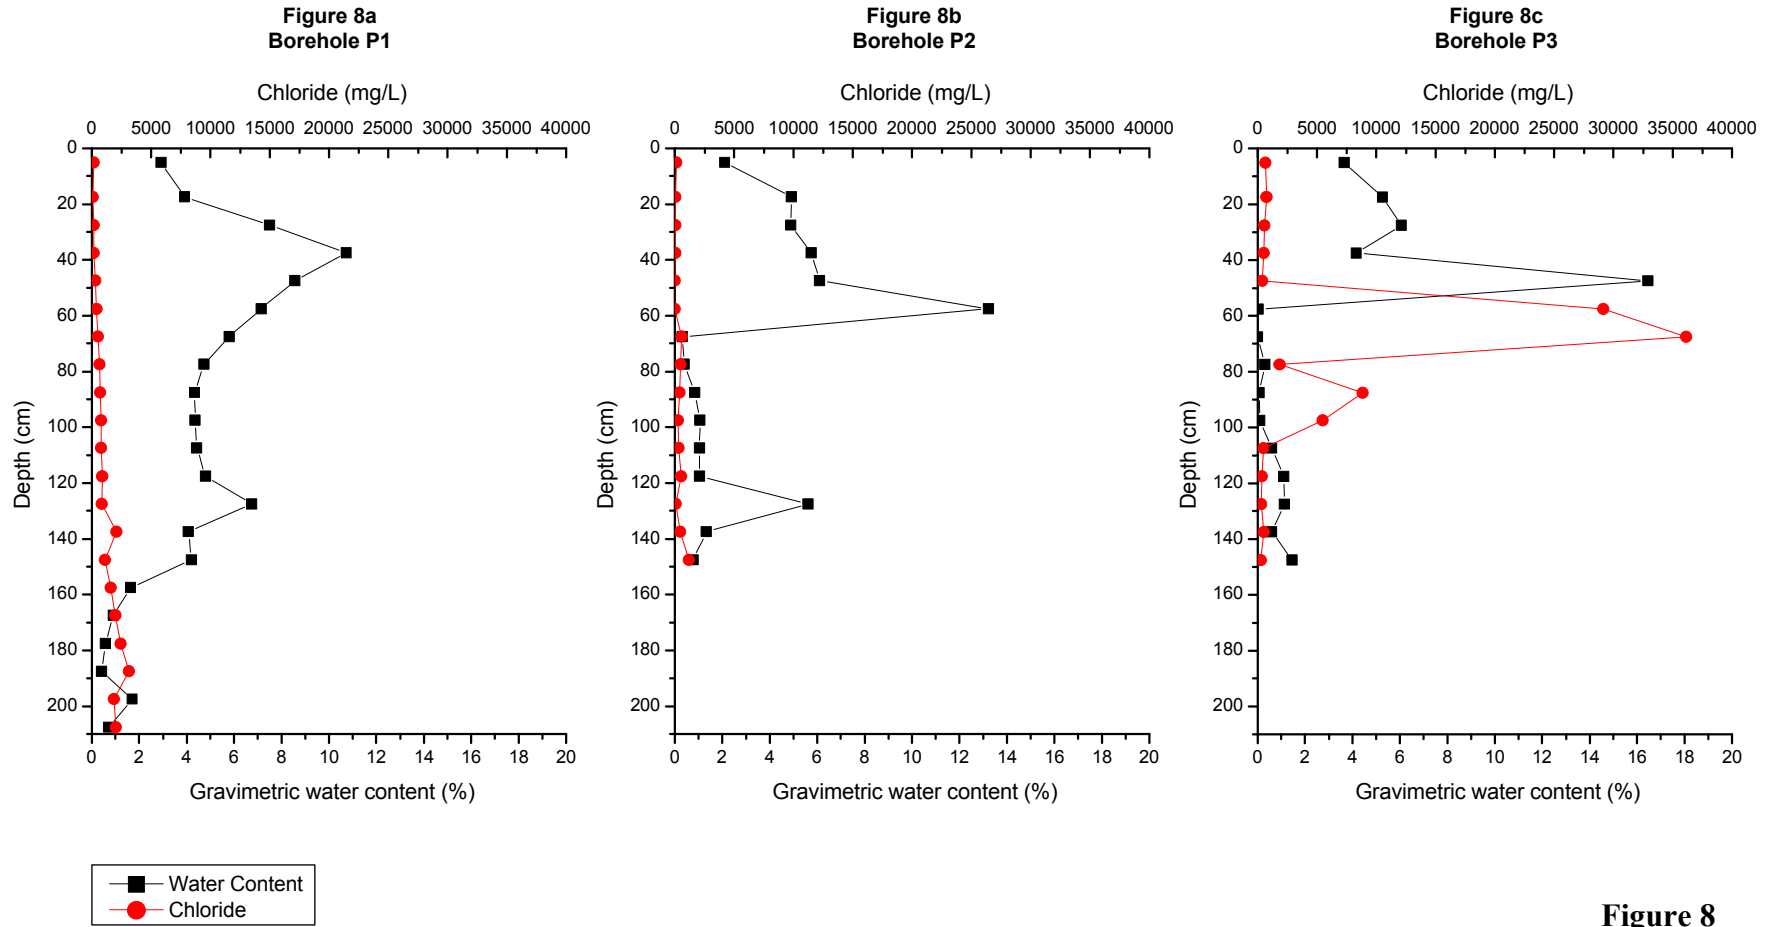 Figure 8a
Borehole P1
Chloride (mg/L)
0 5000 10000 15000 20000 25000 30000 35000 40000
0
20
40
60
80
100
120
140
160
180
200
Depth (cm)
0 2 4 6 8 10 12 14 16 18 20
Gravimetric water content (%)
Figure 8b
Borehole P2
Chloride (mg/L)
0 5000 10000 15000 20000 25000 30000 35000 40000
0
20
40
60
80
100
120
140
160
180
200
Depth (cm)
0 2 4 6 8 10 12 14 16 18 20
Gravimetric water content (%)
Figure 8c
Borehole P3
Chloride (mg/L)
0 5000 10000 15000 20000 25000 30000 35000 40000
0
20
40
60
80
100
120
140
160
180
200
Depth (cm)
0 2 4 6 8 10 12 14 16 18 20
Gravimetric water content (%)
Water Content
Chloride
Figure 8